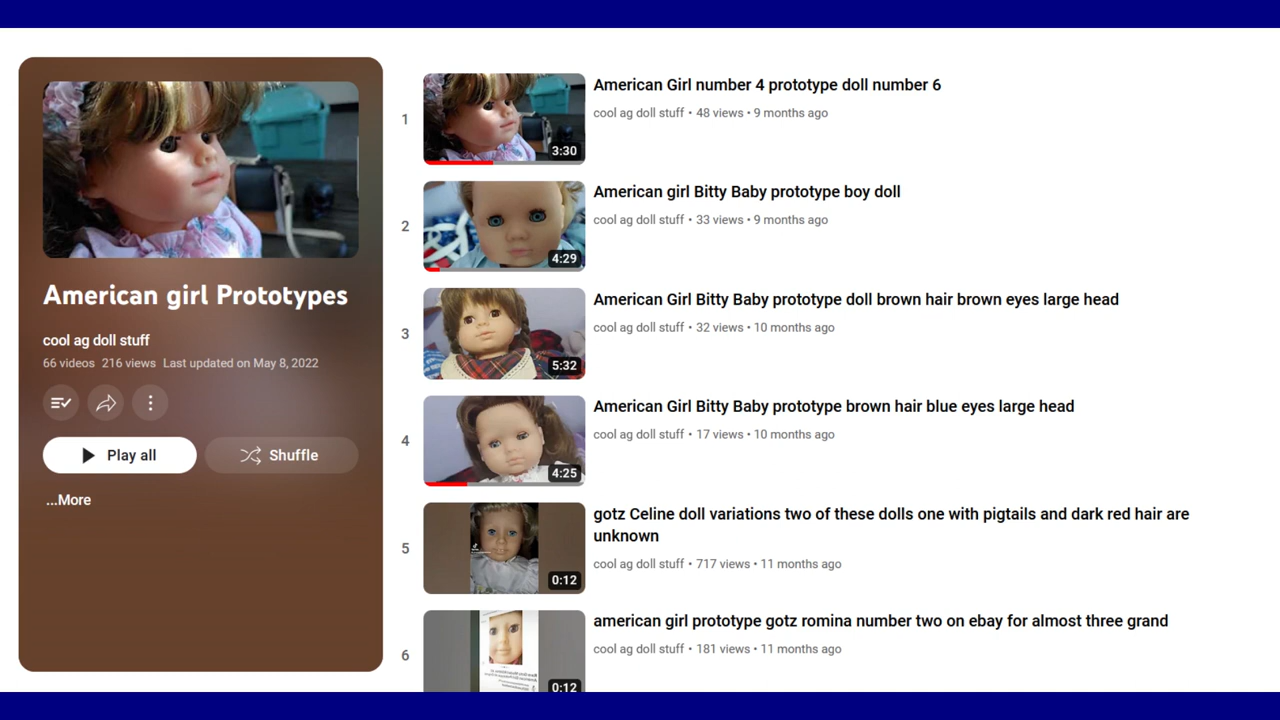 American girl Prototypes
cool ag doll stuff
66 videos 216 views Last updated on May 8, 2022
Play all
Shuffle
...More
1
3:30
American Girl number 4 prototype doll number 6
cool ag doll stuff • 48 views • 9 months ago
2
4:29
American girl Bitty Baby prototype boy doll
cool ag doll stuff • 33 views • 9 months ago
3
5:32
American Girl Bitty Baby prototype doll brown hair brown eyes large head
cool ag doll stuff • 32 views • 10 months ago
4
4:25
American Girl Bitty Baby prototype brown hair blue eyes large head
cool ag doll stuff • 17 views • 10 months ago
5
0:12
gotz Celine doll variations two of these dolls one with pigtails and dark red hair are
unknown
cool ag doll stuff • 717 views • 11 months ago
6
0:12
american girl prototype gotz romina number two on ebay for almost three grand
cool ag doll stuff • 181 views • 11 months ago